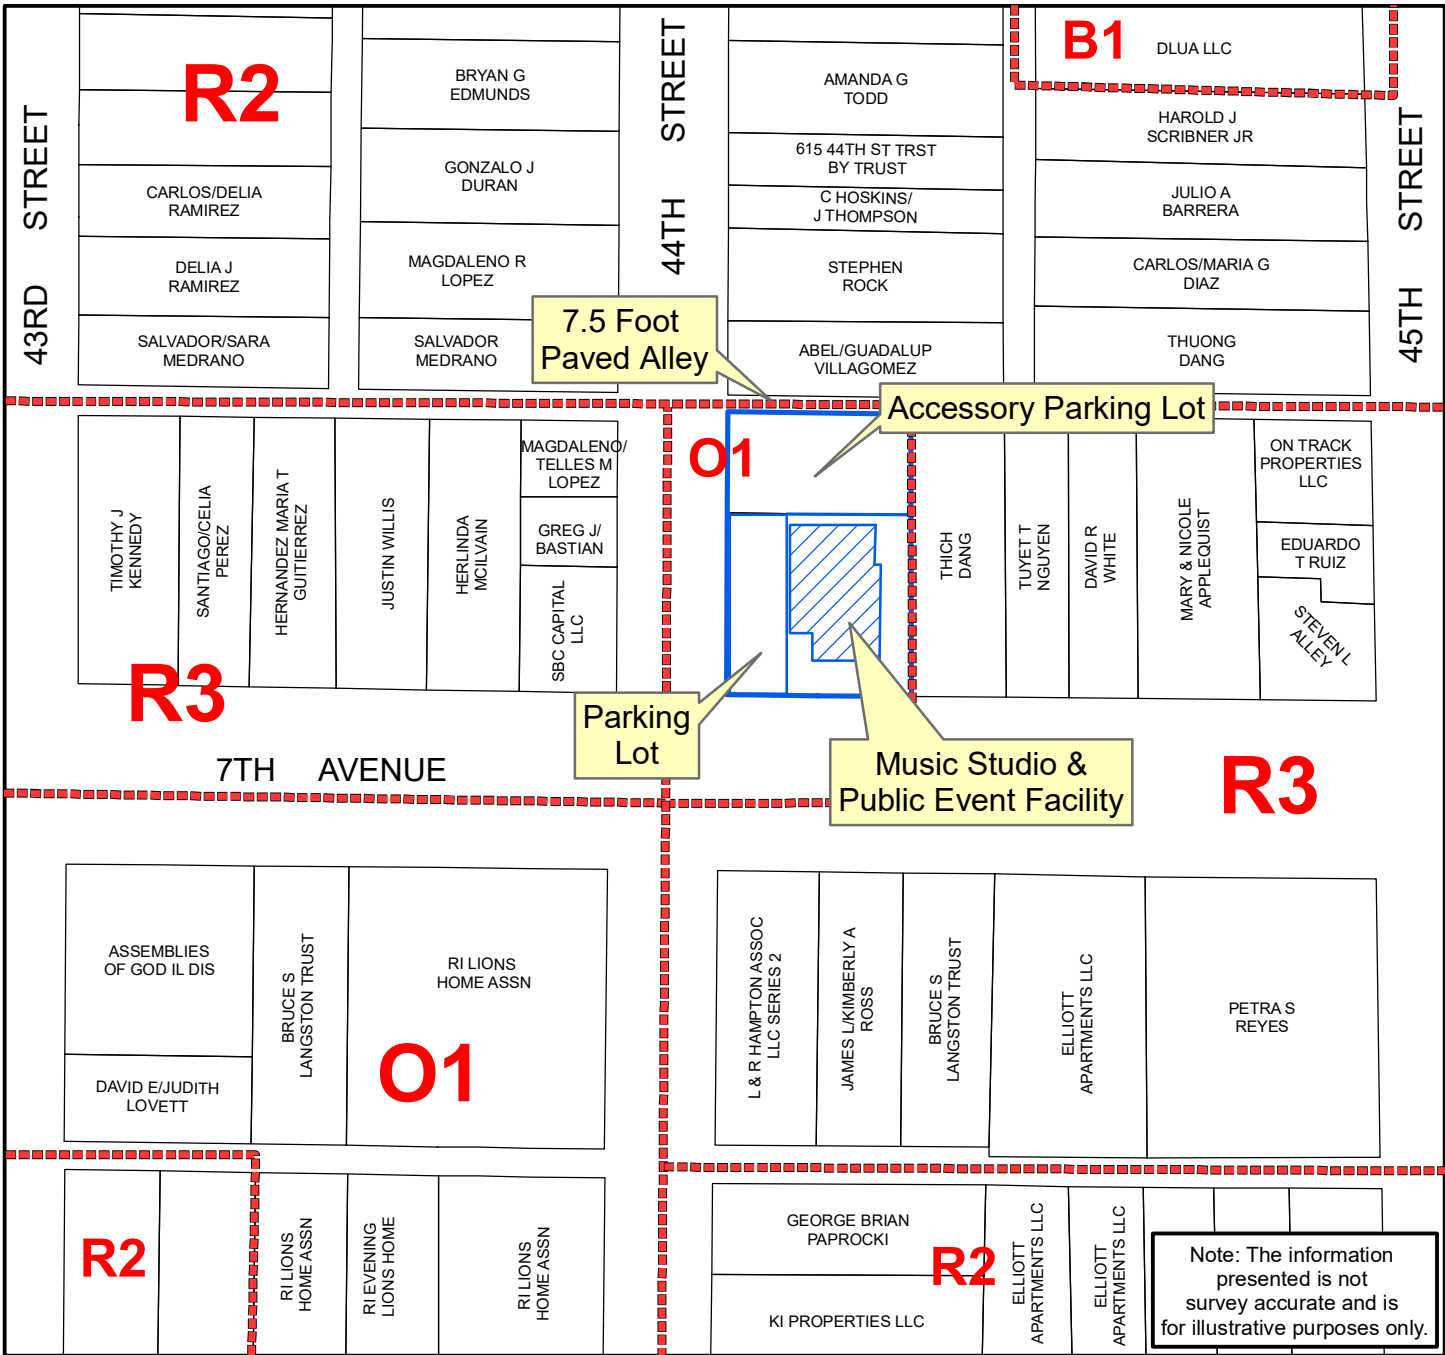 R2
B1
43RD STREET
44TH STREET
45TH STREET
BRYAN G
EDMUNDS
GONZALO J
DURAN
MAGDALENO R
LOPEZ
SALVADOR
MEDRANO
CARLOS/DELIA
RAMIREZ
DELIA J
RAMIREZ
SALVADOR/SARA
MEDRANO
AMANDA G
TODD
615 44TH ST TRST
BY TRUST
C HOSKINS/
J THOMPSON
STEPHEN
ROCK
ABEL/GUADALUP
VILLAGOMEZ
DLUA LLC
HAROLD J
SCRIBNER JR
JULIO A
BARRERA
CARLOS/MARIA G
DIAZ
THUONG
DANG
7.5 Foot
Paved Alley
Accessory Parking Lot
O1
TIMOTHY J
KENNEDY
SANTIAGO/CELIA
PEREZ
HERNANDEZ MARIA T
GUITIERREZ
JUSTIN WILLIS
HERLINDA
MCILVAIN
MAGDALENO/
TELLES M
LOPEZ
GREG J/
BASTIAN
SBC CAPITAL
LLC
THICH
DANG
TUYET T
NGUYEN
DAVID R
WHITE
MARY & NICOLE
APPLEQUIST
ON TRACK
PROPERTIES
LLC
EDUARDO
T RUIZ
STEVEN L
ALLEY
R3
Parking
Lot
Music Studio &
Public Event Facility
7TH AVENUE
R3
ASSEMBLIES
OF GOD IL DIS
DAVID E/JUDITH
LOVETT
BRUCE S
LANGSTON TRUST
RI LIONS
HOME ASSN
O1
L & R HAMPTON ASSOC
LLC SERIES 2
JAMES L/KIMBERLY A
ROSS
BRUCE S
LANGSTON TRUST
ELLIOTT
APARTMENTS LLC
PETRA S
REYES
R2
RI LIONS
HOME ASSN
RI EVENING
LIONS HOME
RI LIONS
HOME ASSN
GEORGE BRIAN
PAPROCKI
KI PROPERTIES LLC
R2
ELLIOTT
APARTMENTS LLC
ELLIOTT
APARTMENTS LLC
Note: The information
presented is not
survey accurate and is
for illustrative purposes only.